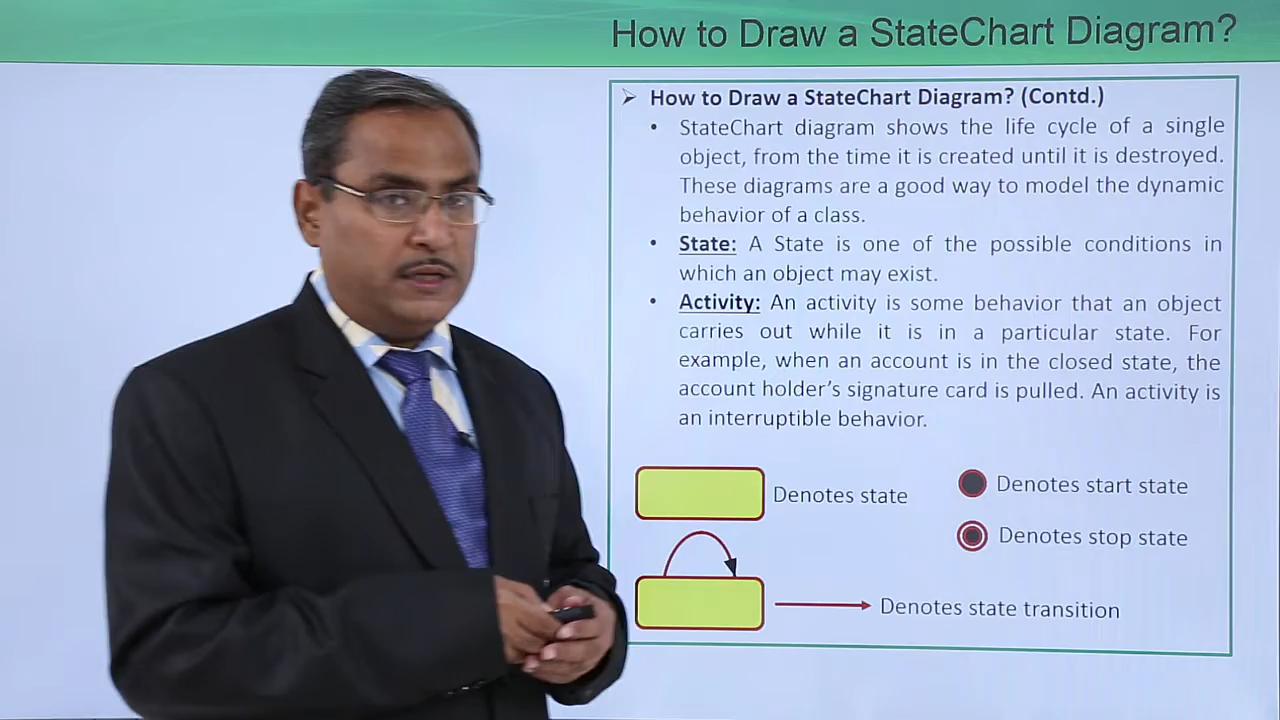 How to Draw a StateChart Diagram?
➢ How to Draw a StateChart Diagram? (Contd.)
• StateChart diagram shows the life cycle of a single
object, from the time it is created until it is destroyed.
These diagrams are a good way to model the dynamic
behavior of a class.
• State: A State is one of the possible conditions in
which an object may exist.
• Activity: An activity is some behavior that an object
carries out while it is in a particular state. For
example, when an account is in the closed state, the
account holder's signature card is pulled. An activity is
an interruptible behavior.
Denotes state
Denotes start state
Denotes stop state
Denotes state transition